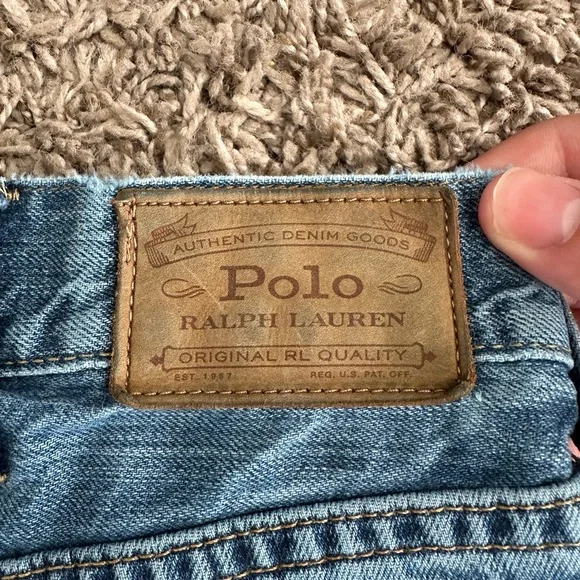 AUTHENTIC DENIM GOODS
Polo
RALPH LAUREN
ORIGINAL RL QUALITY
EST. 1967 REG. U.S. PAT. OFF.